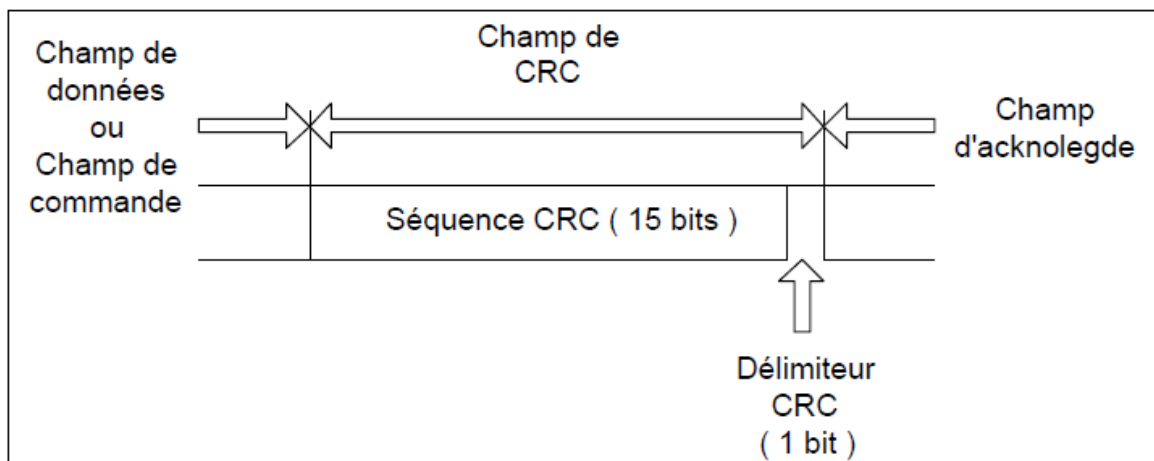 Champ de
données
ou
Champ de
commande
Champ de
CRC
Champ
d'acknolegde
Séquence CRC ( 15 bits )
Délimiteur
CRC
( 1 bit )